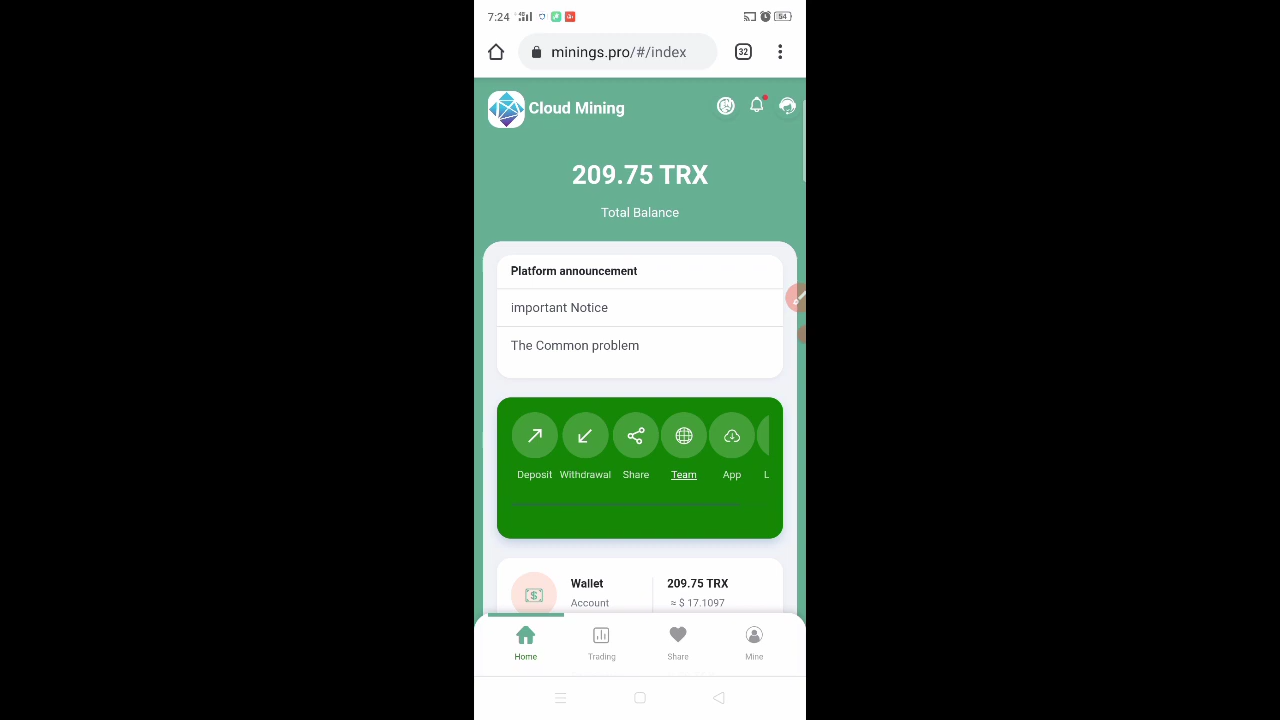 7:24
54
minings.pro/#/index
32
Cloud Mining
209.75 TRX
Total Balance
Platform announcement
important Notice
The Common problem
Deposit Withdrawal Share Team App L
Wallet 209.75 TRX
Account ≈ $ 17.1097
Home Trading Share Mine